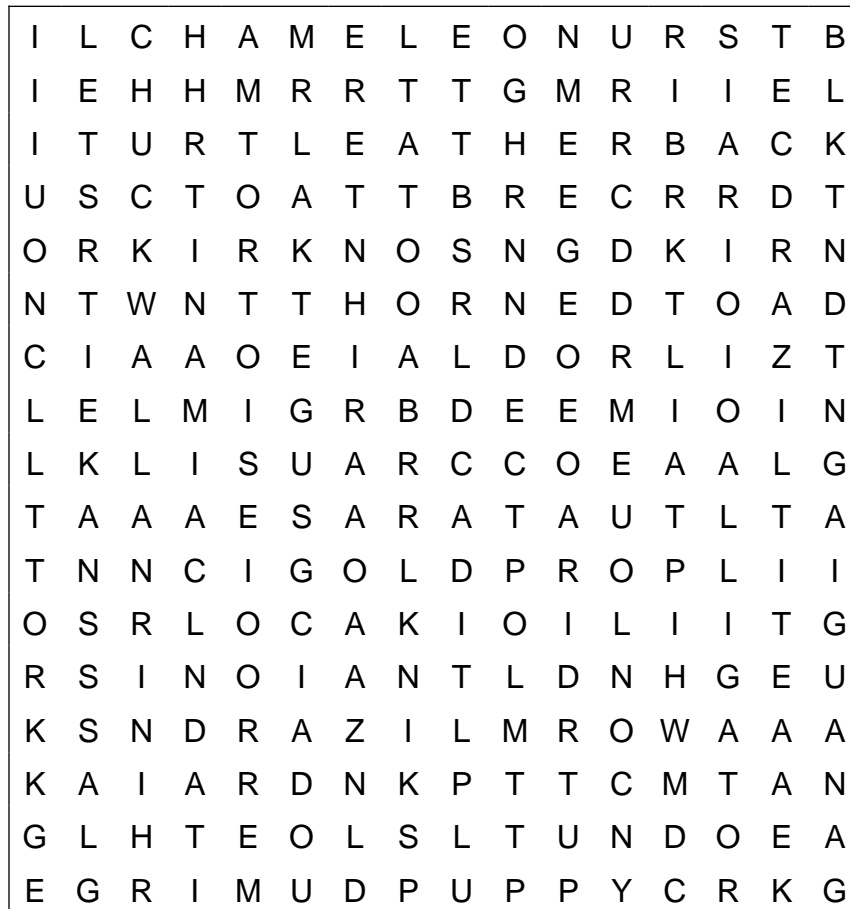 I L C H A M E L E O N U R S T B
I E H H M R R T T G M R I I E L
I T U R T L E A T H E R B A C K
U S C T O A T T B R E C R R D T
O R K I R K N O S N G D K I R N
N T W N T T H O R N E D T O A D
C I A A O E I A L D O R L I Z T
L E L M I G R B D E E M I O I N
L K L I S U A R C C O E A A L G
T A A A E S A R A T A U T L T A
T N N C I G O L D P R O P L I I
O S R L O C A K I O I L I I T G
R S I N O I A N T L D N H G E U
K S N D R A Z I L M R O W A A A
K A I A R D N K P T T C M T A N
G L H T E O L S L T U N D O E A
E G R I M U D P U P P Y C R K G